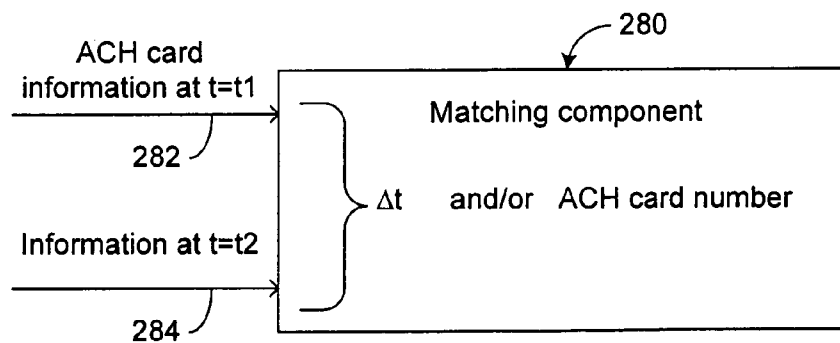 280
ACH card
information at t=t1
282
Matching component
Δt and/or ACH card number
Information at t=t2
284